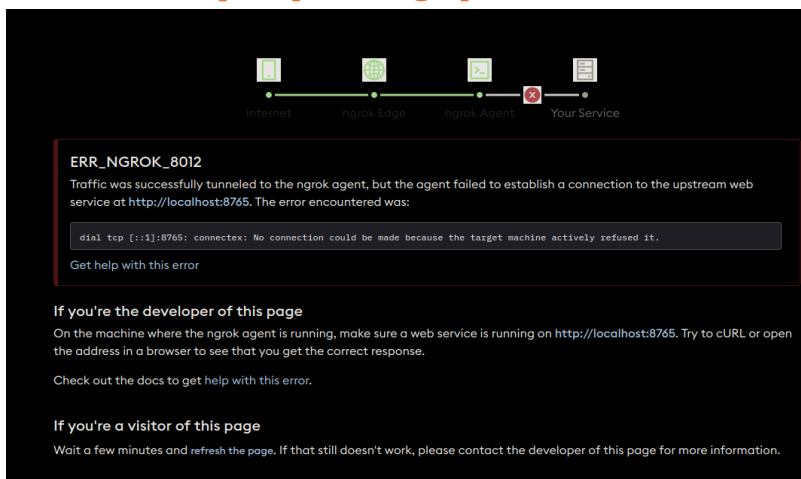 Internet
ngrok Edge
ngrok Agent
Your Service
ERR_NGROK_8012
Traffic was successfully tunneled to the ngrok agent, but the agent failed to establish a connection to the upstream web
service at http://localhost:8765. The error encountered was:
dial tcp [::1]:8765: connectex: No connection could be made because the target machine actively refused it.
Get help with this error
If you're the developer of this page
On the machine where the ngrok agent is running, make sure a web service is running on http://localhost:8765. Try to cURL or open
the address in a browser to see that you get the correct response.
Check out the docs to get help with this error.
If you're a visitor of this page
Wait a few minutes and refresh the page. If that still doesn't work, please contact the developer of this page for more information.